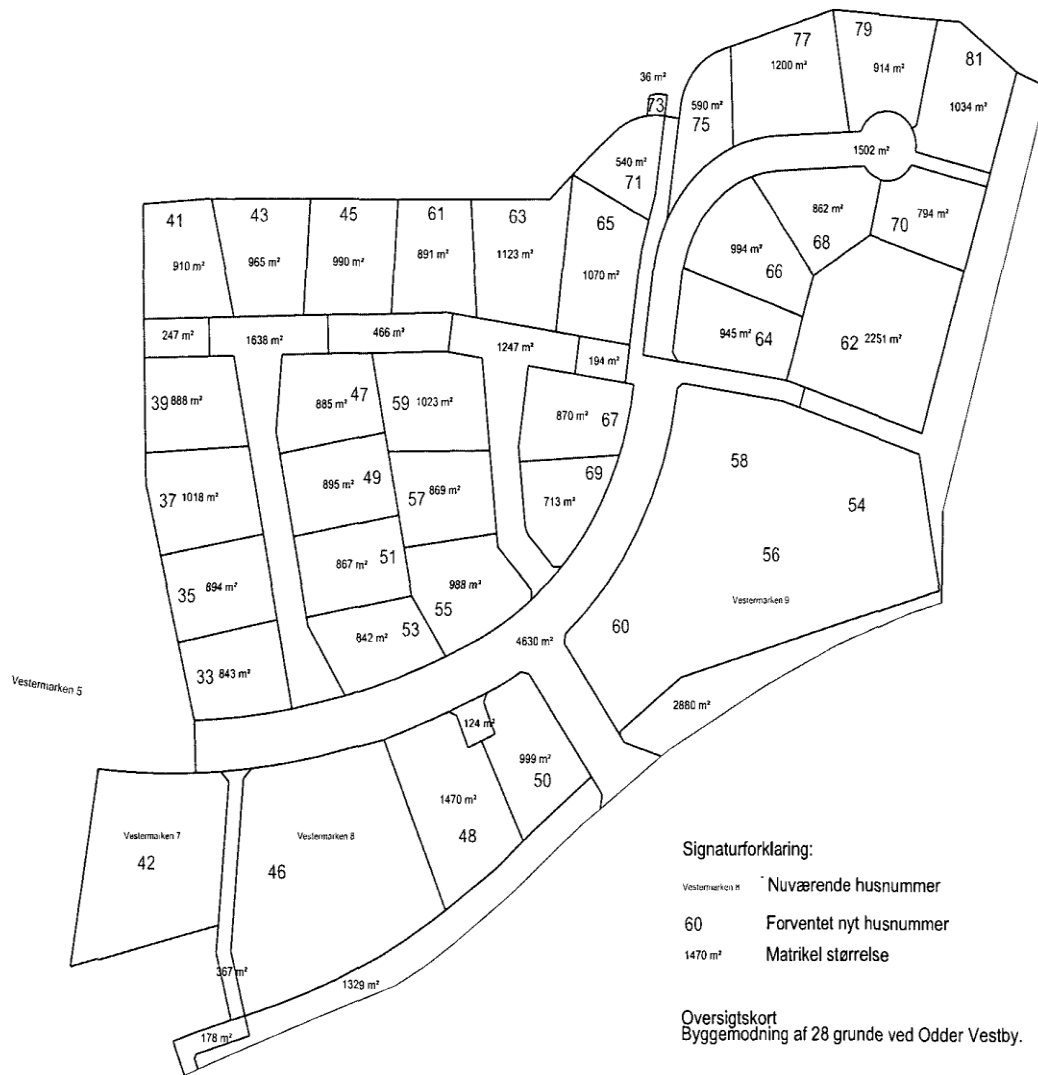 77
1200 m²
79
914 m²
81
1034 m²
36 m²
73
590 m²
75
1502 m²
540 m²
71
862 m²
68
794 m²
70
41
910 m²
43
965 m²
45
990 m²
61
891 m²
63
1123 m²
65
1070 m²
994 m²
66
945 m²
64
62
2251 m²
247 m²
1638 m²
466 m²
1247 m²
194 m²
39
888 m²
885 m²
47
59
1023 m²
870 m²
67
37
1018 m²
895 m²
49
57
869 m²
69
713 m²
58
54
56
Vestermarken 9
60
35
894 m²
867 m²
51
988 m²
55
33
843 m²
842 m²
53
4630 m²
Vestermarken 5
2880 m²
124 m²
999 m²
50
1470 m²
48
Vestermarken 7
42
Vestermarken 8
46
367 m²
1329 m²
178 m²
Signaturforklaring:
Vestermarken 8 Nuværende husnummer
60 Forventet nyt husnummer
1470 m² Matrikel størrelse
Oversigtskort
Byggemodning af 28 grunde ved Odder Vestby.